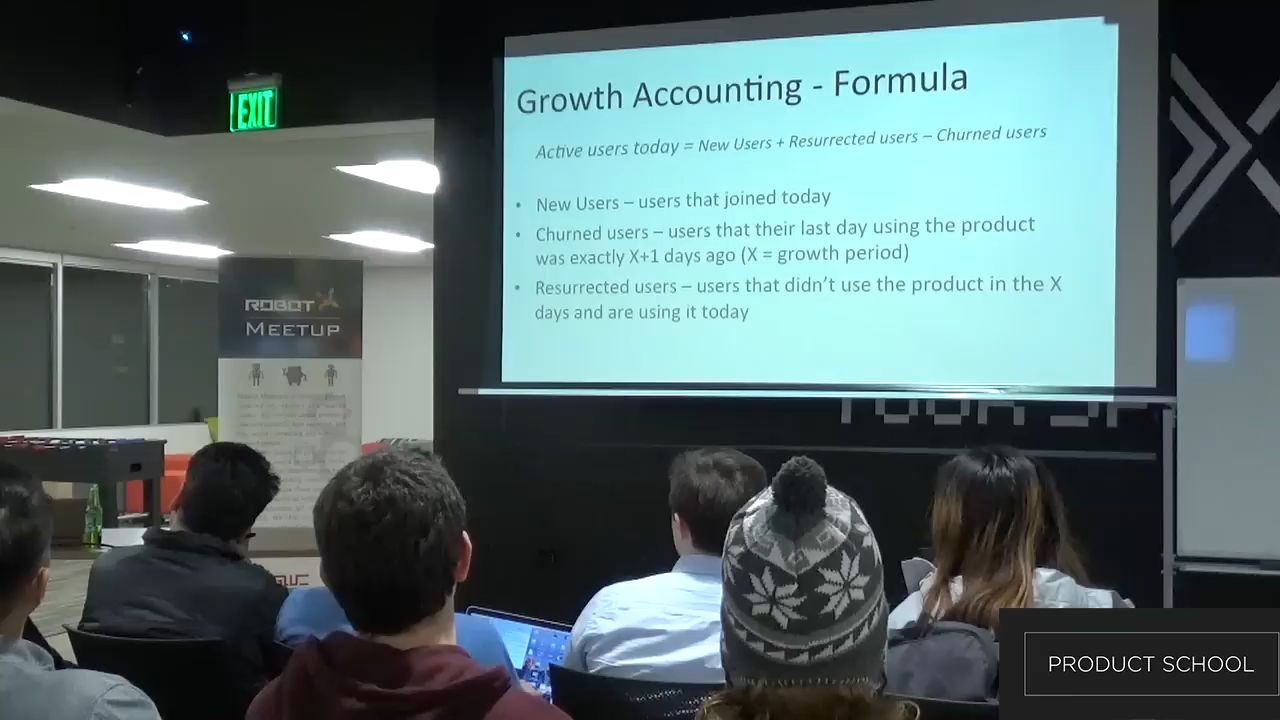 EXIT
Growth Accounting - Formula
Active users today = New Users + Resurrected users – Churned users
• New Users – users that joined today
• Churned users – users that their last day using the product
was exactly X+1 days ago (X = growth period)
• Resurrected users – users that didn't use the product in the X
days and are using it today
ROBOT
MEETUP
PRODUCT SCHOOL